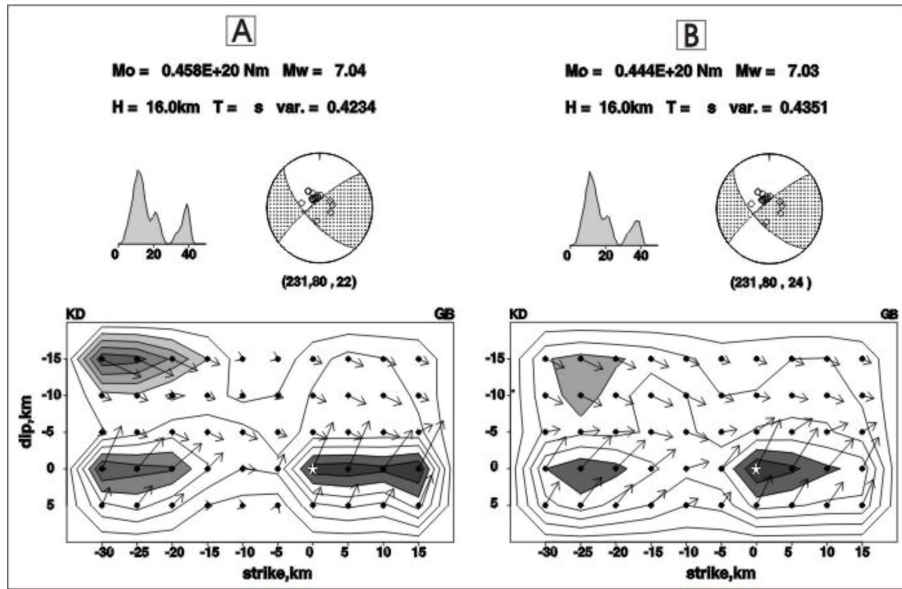 A
B
Mo = 0.458E+20 Nm Mw = 7.04
Mo = 0.444E+20 Nm Mw = 7.03
H = 16.0km T = s var. = 0.4234
H = 16.0km T = s var. = 0.4351
0 20 40
0 20 40
(231,80 ,22)
(231,80 ,24 )
KD GB
KD GB
-15
-10
-5
0
5
dip,km
-15
-10
-5
0
5
-30 -25 -20 -15 -10 -5 0 5 10 15
-30 -25 -20 -15 -10 -5 0 5 10 15
strike,km
strike,km